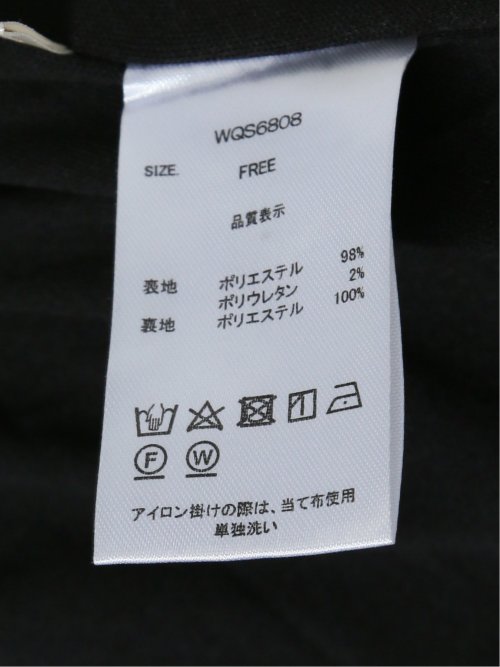 WQS6808
SIZE. FREE
品質表示
表地 ポリエステル 98%
ポリウレタン 2%
裏地 ポリエステル 100%
F W
アイロン掛けの際は、当て布使用
単独洗い